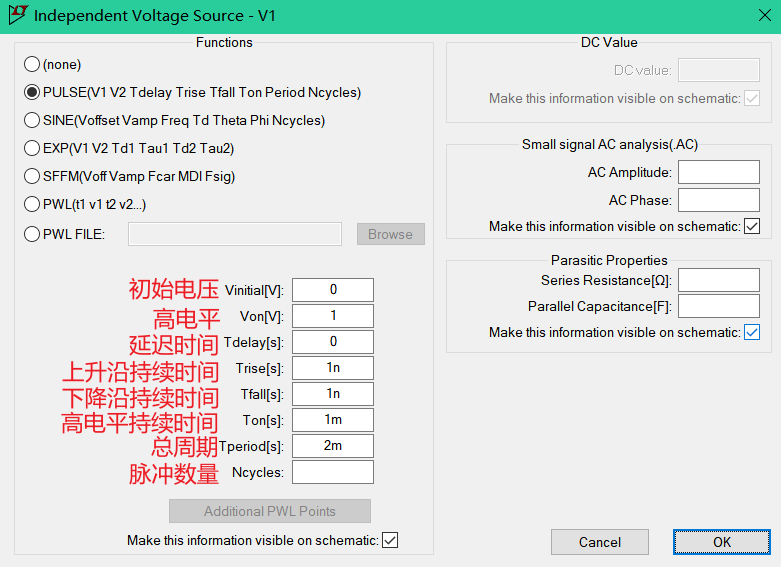 Independent Voltage Source - V1
Functions
(none)
PULSE(V1 V2 Tdelay Trise Tfall Ton Period Ncycles)
SINE(Voffset Vamp Freq Td Theta Phi Ncycles)
EXP(V1 V2 Td1 Tau1 Td2 Tau2)
SFFM(Voff Vamp Fcar MDI Fsig)
PWL(t1 v1 t2 v2...)
PWL FILE: Browse
初始电压 Vinitial[V]: 0
高电平 Von[V]: 1
延迟时间 Tdelay[s]: 0
上升沿持续时间 Trise[s]: 1n
下降沿持续时间 Tfall[s]: 1n
高电平持续时间 Ton[s]: 1m
总周期 Tperiod[s]: 2m
脉冲数量 Ncycles:
Additional PWL Points
Make this information visible on schematic:
DC Value
DC value:
Make this information visible on schematic:
Small signal AC analysis(.AC)
AC Amplitude:
AC Phase:
Make this information visible on schematic:
Parasitic Properties
Series Resistance[Ω]:
Parallel Capacitance[F]:
Make this information visible on schematic:
Cancel OK